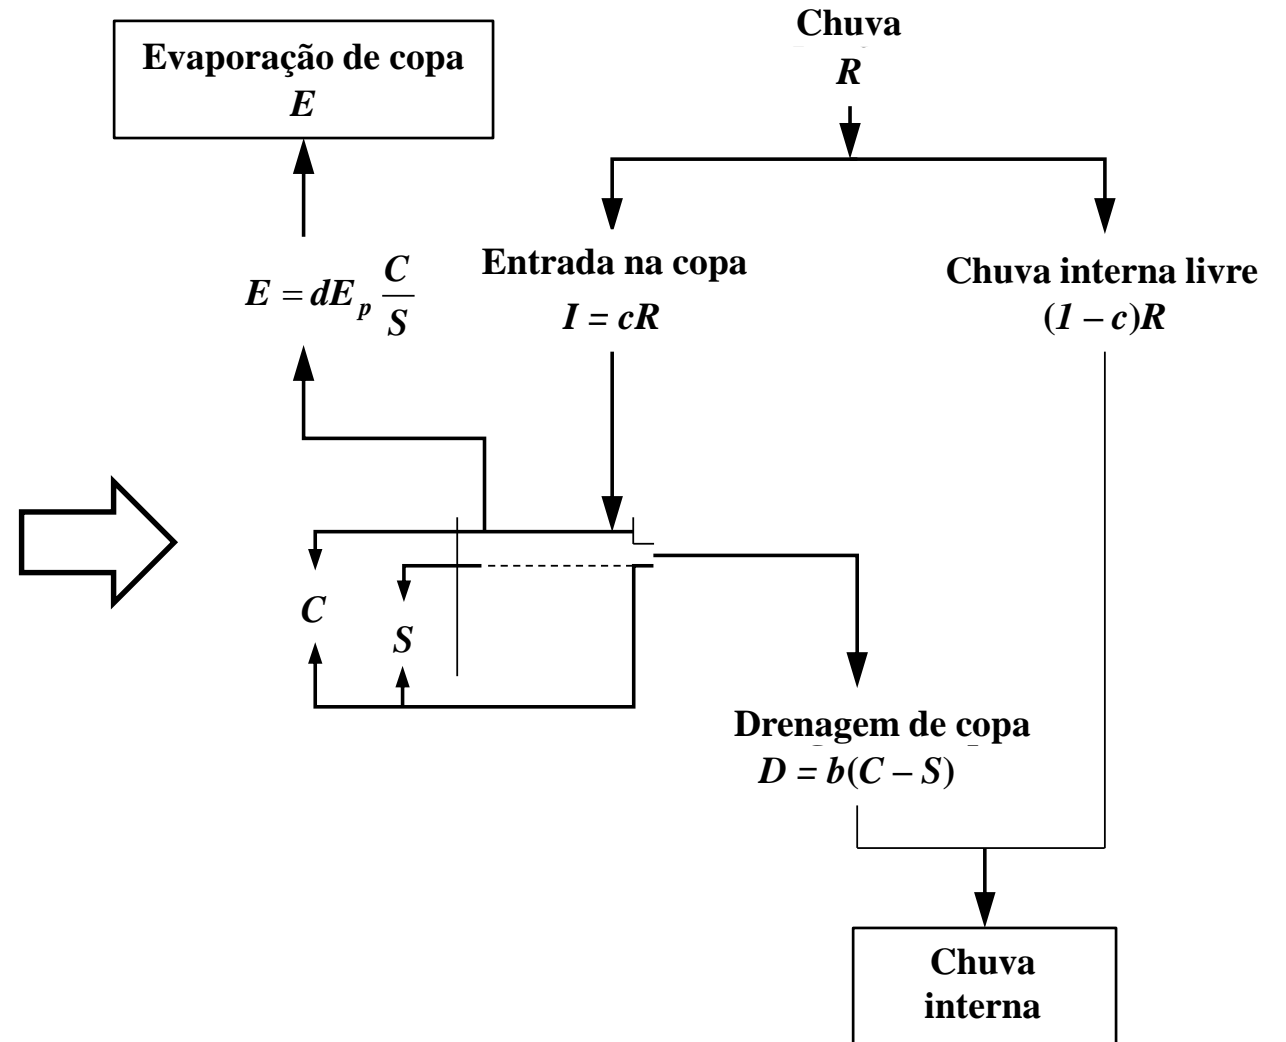 Evaporação de copa
E
Chuva
R
E = dE_p C/S
Entrada na copa
I = cR
Chuva interna livre
(1 – c)R
C
S
Drenagem de copa
D = b(C – S)
Chuva
interna